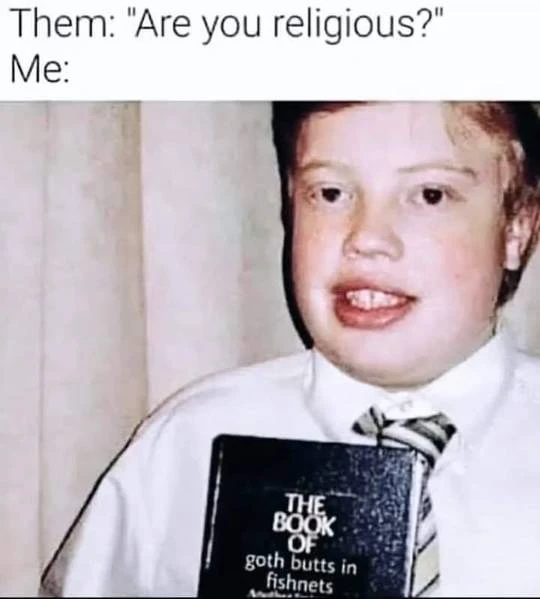 Them: "Are you religious?"
Me:
THE
BOOK
OF
goth butts in
fishnets